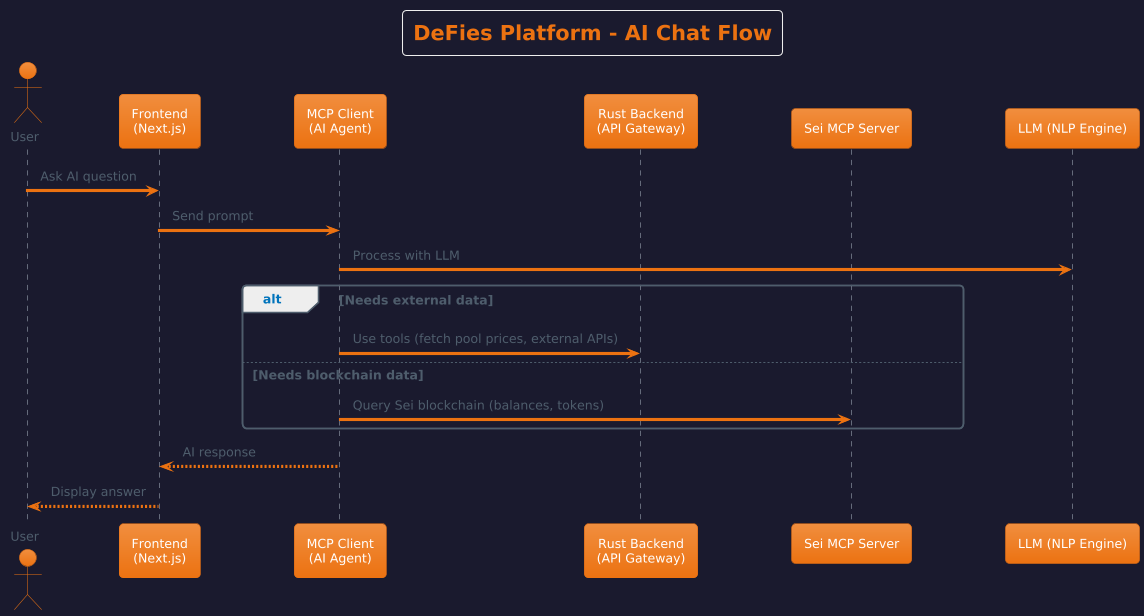 DeFies Platform - AI Chat Flow
User
Frontend
(Next.js)
MCP Client
(AI Agent)
Rust Backend
(API Gateway)
Sei MCP Server
LLM (NLP Engine)
Ask AI question
Send prompt
Process with LLM
alt
[Needs external data]
Use tools (fetch pool prices, external APIs)
[Needs blockchain data]
Query Sei blockchain (balances, tokens)
AI response
Display answer
User
Frontend
(Next.js)
MCP Client
(AI Agent)
Rust Backend
(API Gateway)
Sei MCP Server
LLM (NLP Engine)